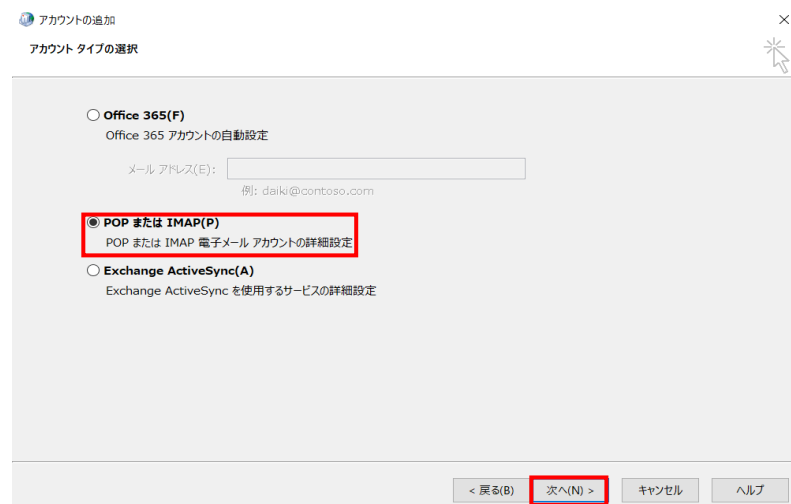 アカウントの追加
アカウント タイプの選択
Office 365(F)
Office 365 アカウントの自動設定
メール アドレス(E):
例: daiki@contoso.com
POP または IMAP(P)
POP または IMAP 電子メール アカウントの詳細設定
Exchange ActiveSync(A)
Exchange ActiveSync を使用するサービスの詳細設定
< 戻る(B) 次へ(N) > キャンセル ヘルプ